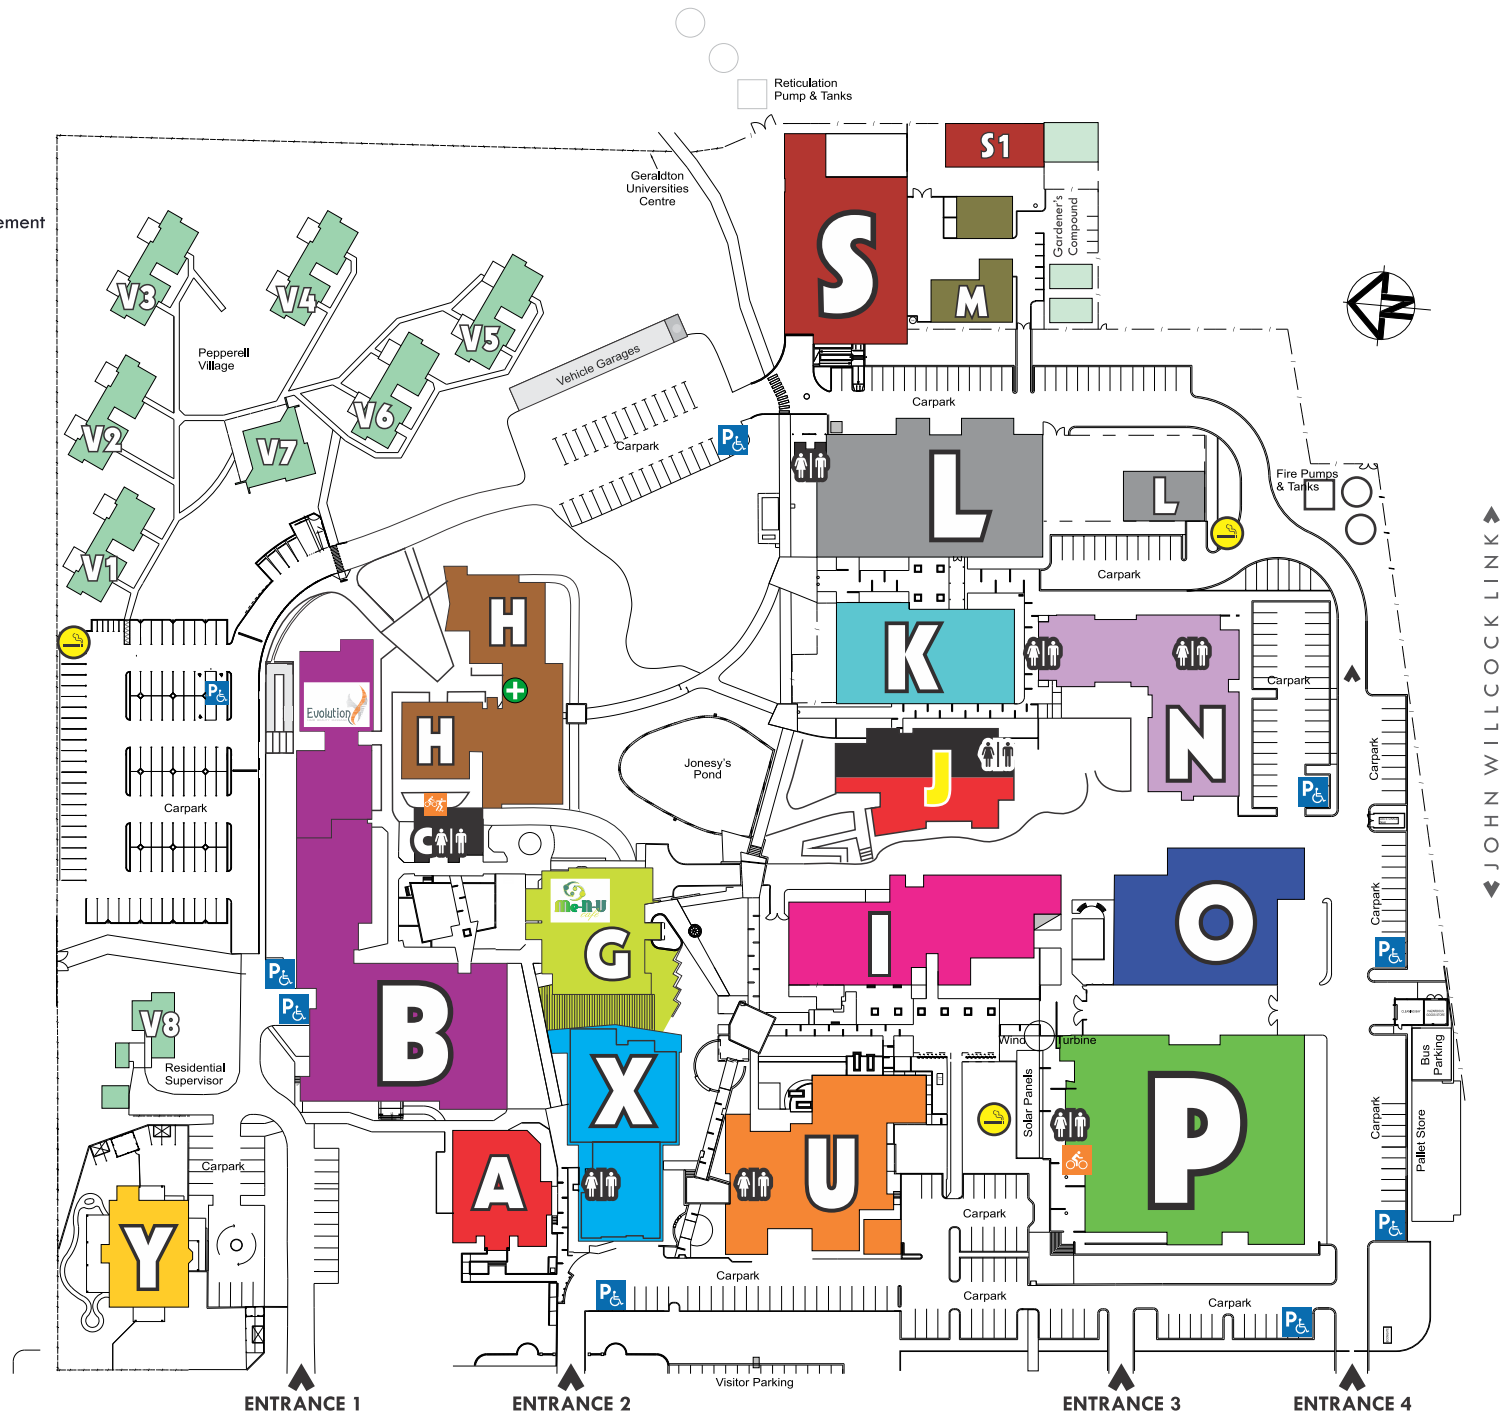 Reticulation
Pump & Tanks
S1
Geraldton
Universities
Centre
Gardener's
Compound
ement
S
M
N
V3
V4
V5
Pepperell
Village
Vehicle Garages
V6
V2
V7
Carpark
Carpark
P
L
L
Fire Pumps
& Tanks
V1
Carpark
JOHN WILLCOCK LINK
H
K
Carpark
P
Evolution
H
N
Jonesy's
Pond
J
Carpark
P
Carpark
C
Me-N-U
G
I
O
Carpark
P
P
P
B
V8
Residential
Supervisor
X
Wind Turbine
Solar Panels
Bus
Parking
P
Carpark
Pallet Store
Carpark
A
U
Carpark
P
Y
Carpark
P
Carpark
Carpark
P
Visitor Parking
ENTRANCE 1
ENTRANCE 2
ENTRANCE 3
ENTRANCE 4